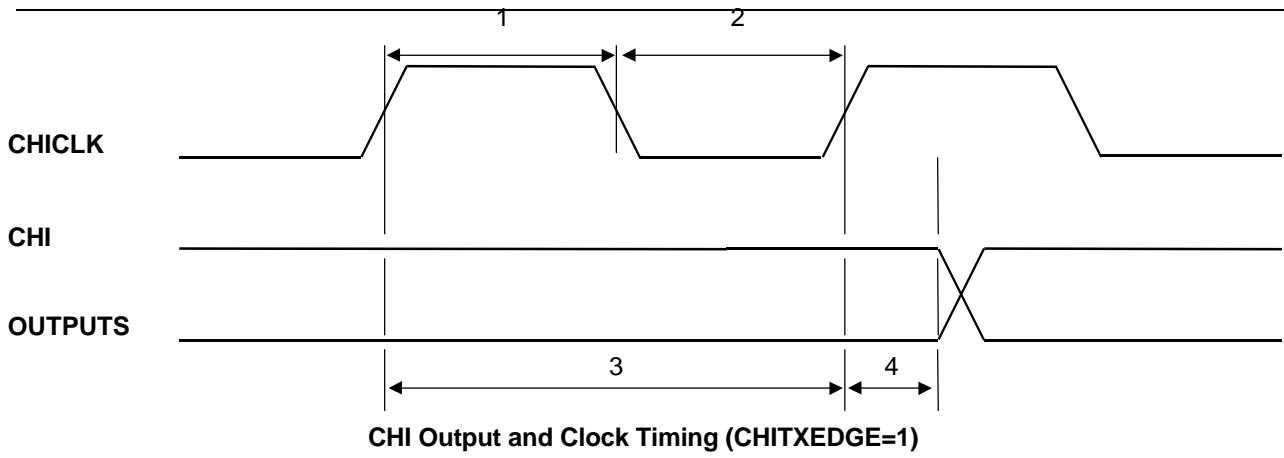 1 2
CHICLK
CHI
OUTPUTS
3 4
CHI Output and Clock Timing (CHITXEDGE=1)